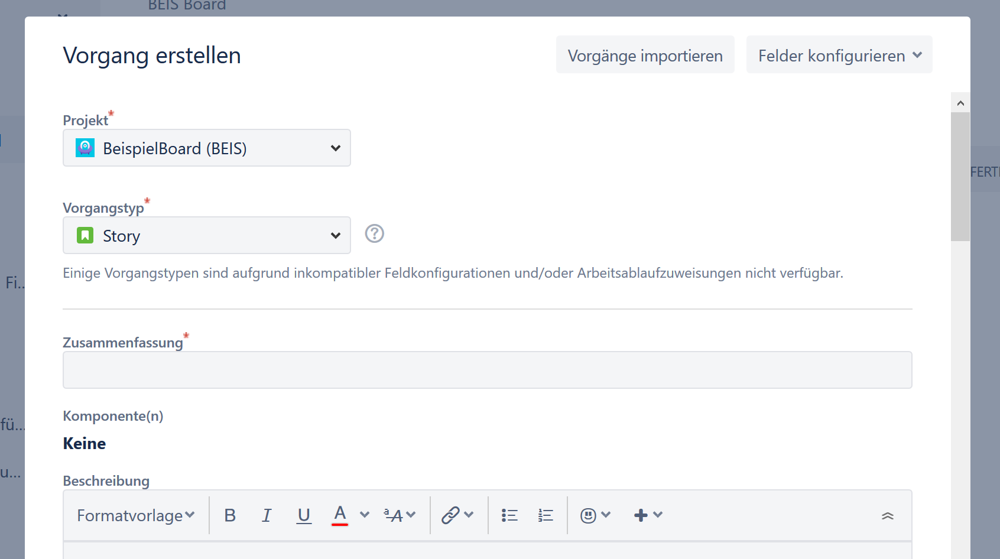 BEIS Board
Vorgang erstellen
Vorgänge importieren
Felder konfigurieren
Projekt*
BeispielBoard (BEIS)
FERTI
Vorgangstyp*
Story
Einige Vorgangstypen sind aufgrund inkompatibler Feldkonfigurationen und/oder Arbeitsablaufzuweisungen nicht verfügbar.
Fi...
Zusammenfassung*
Komponente(n)
fü...
Keine
u...
Beschreibung
Formatvorlage B I U A